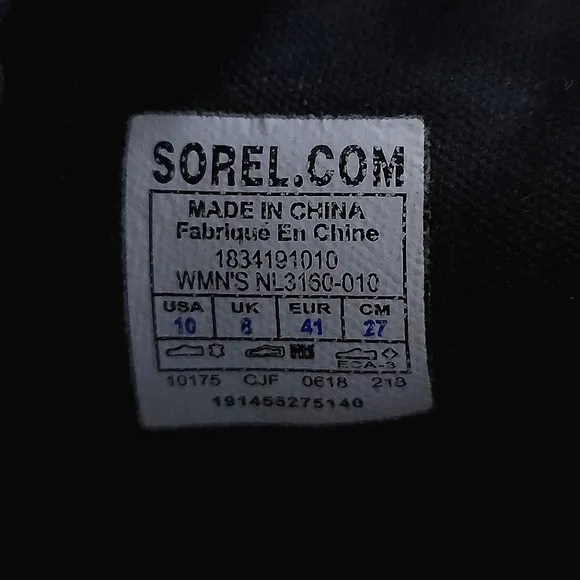 SOREL.COM
MADE IN CHINA
Fabriqué En Chine
1834191010
WMN'S NL3160-010
USA UK EUR CM
10 8 41 27
ECA-3
10175 CJF 0618 213
191455275140